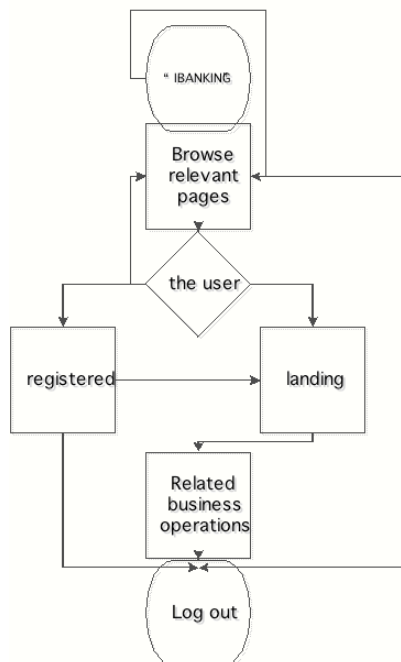 “ IBANKING”
Browse
relevant
pages
the user
registered
landing
Related
business
operations
Log out